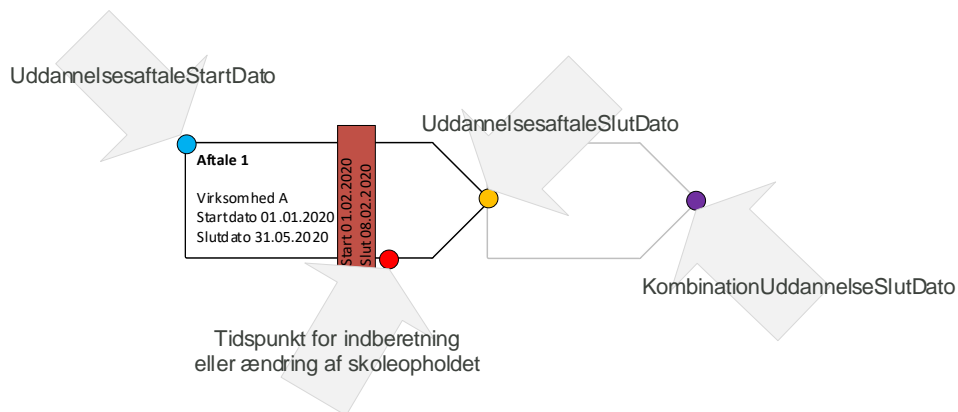 UddannelsesaftaleStartDato
UddannelsesaftaleSlutDato
Aftale 1
Virksomhed A
Startdato 01.01.2020
Slutdato 31.05.2020
Start 01.02.2020
Slut 08.02.2020
KombinationUddannelseSlutDato
Tidspunkt for indberetning
eller ændring af skoleopholdet